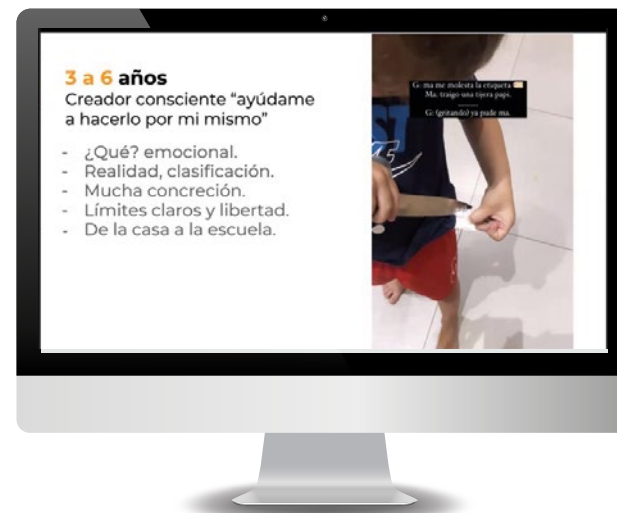 3 a 6 años
Creador consciente “ayúdame
a hacerlo por mi mismo”
- ¿Qué? emocional.
- Realidad, clasificación.
- Mucha concreción.
- Límites claros y libertad.
- De la casa a la escuela.
G: ma me molesta la etiqueta
Ma: traigo una tijera papi.
G: (gritando) ya pude ma.